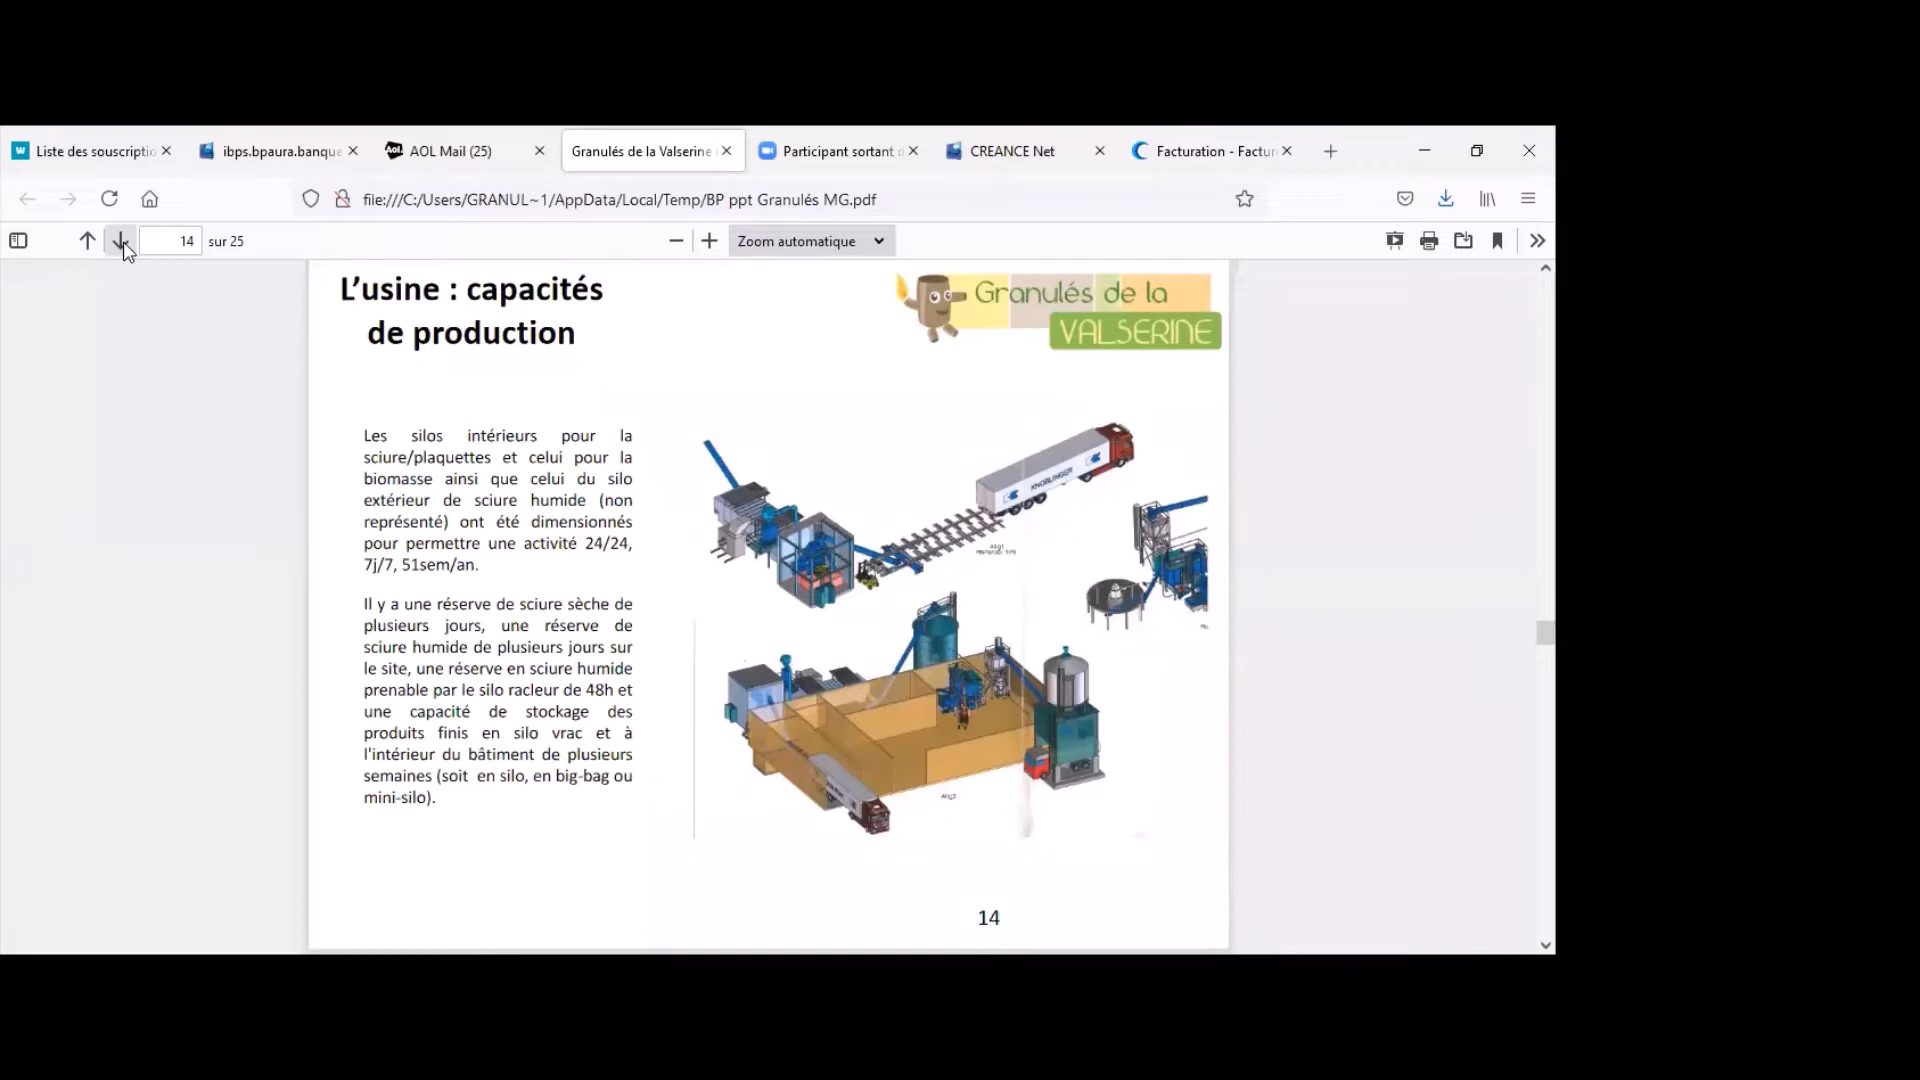 Liste des souscriptio
ibps.bpaura.banque
AOL Mail (25)
Granulés de la Valserine
Participant sortant d
CREANCE Net
Facturation - Factur
file:///C:/Users/GRANUL~1/AppData/Local/Temp/BP ppt Granulés MG.pdf
14 sur 25
Zoom automatique
L'usine : capacités
de production
Granulés de la
VALSERINE
Les silos intérieurs pour la
sciure/plaquettes et celui pour la
biomasse ainsi que celui du silo
extérieur de sciure humide (non
représenté) ont été dimensionnés
pour permettre une activité 24/24,
7j/7, 51sem/an.
Il y a une réserve de sciure sèche de
plusieurs jours, une réserve de
sciure humide de plusieurs jours sur
le site, une réserve en sciure humide
prenable par le silo racleur de 48h et
une capacité de stockage des
produits finis en silo vrac et à
l'intérieur du bâtiment de plusieurs
semaines (soit en silo, en big-bag ou
mini-silo).
KNOBLINGER
14